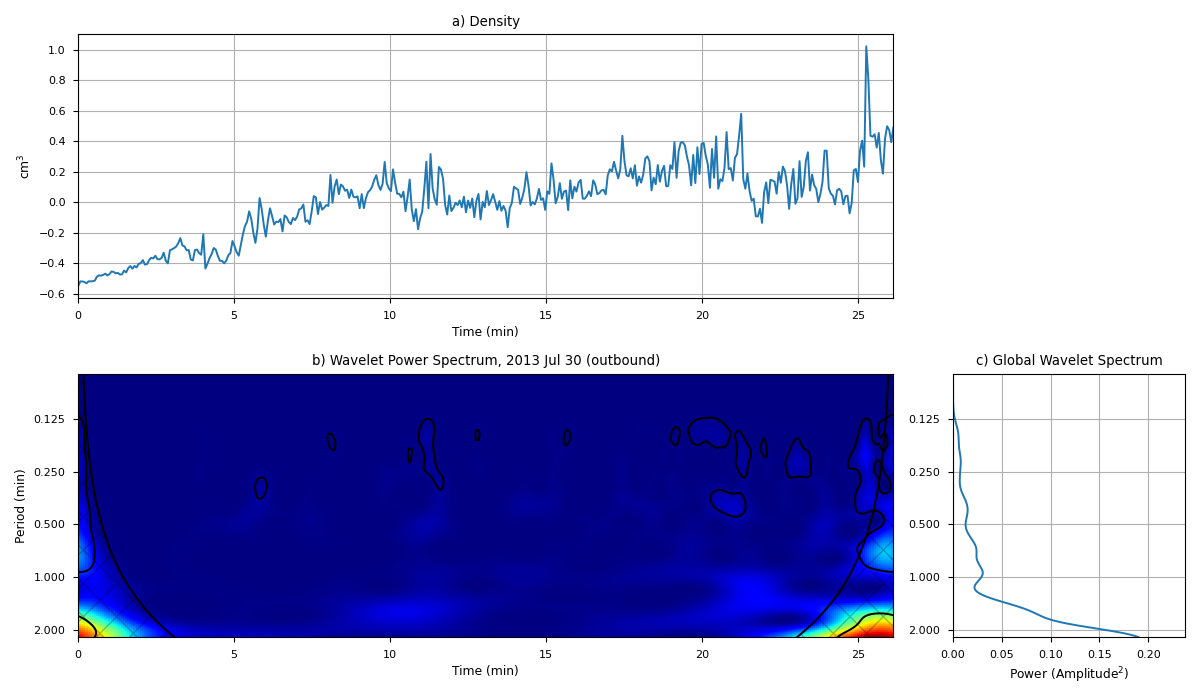 a) Density
1.0
0.8
0.6
0.4
0.2
0.0
−0.2
−0.4
−0.6
cm³
0 5 10 15 20 25
Time (min)
b) Wavelet Power Spectrum, 2013 Jul 30 (outbound)
0.125
0.250
0.500
1.000
2.000
Period (min)
0 5 10 15 20 25
Time (min)
c) Global Wavelet Spectrum
0.125
0.250
0.500
1.000
2.000
0.00 0.05 0.10 0.15 0.20
Power (Amplitude²)